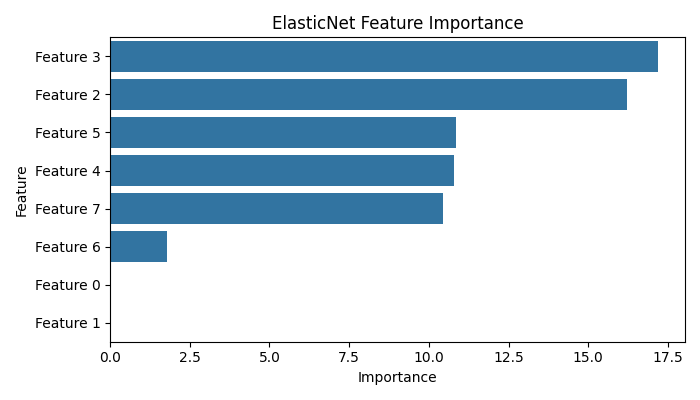 ElasticNet Feature Importance
Feature
Feature 3
Feature 2
Feature 5
Feature 4
Feature 7
Feature 6
Feature 0
Feature 1
0.0 2.5 5.0 7.5 10.0 12.5 15.0 17.5
Importance